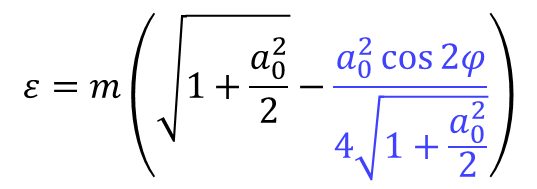 ε = m ( √(1 + a₀²/2) − a₀² cos 2φ / (4√(1 + a₀²/2)) )